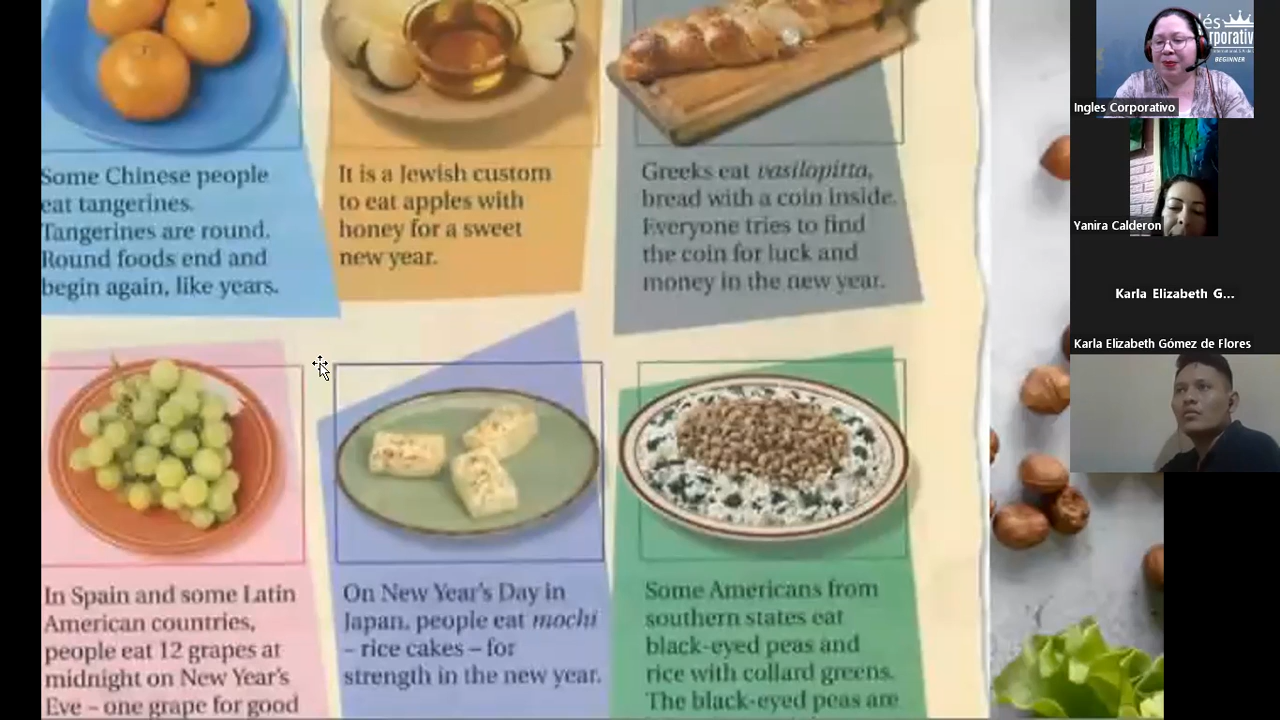 Some Chinese people
eat tangerines.
Tangerines are round.
Round foods end and
begin again, like years.
It is a Jewish custom
to eat apples with
honey for a sweet
new year.
Greeks eat vasilopitta,
bread with a coin inside.
Everyone tries to find
the coin for luck and
money in the new year.
In Spain and some Latin
American countries,
people eat 12 grapes at
midnight on New Year's
Eve – one grape for good
On New Year's Day in
Japan, people eat mochi
– rice cakes – for
strength in the new year.
Some Americans from
southern states eat
black-eyed peas and
rice with collard greens.
The black-eyed peas are
BEGINNER
Ingles Corporativo
Yanira Calderon
Karla Elizabeth G...
Karla Elizabeth Gómez de Flores